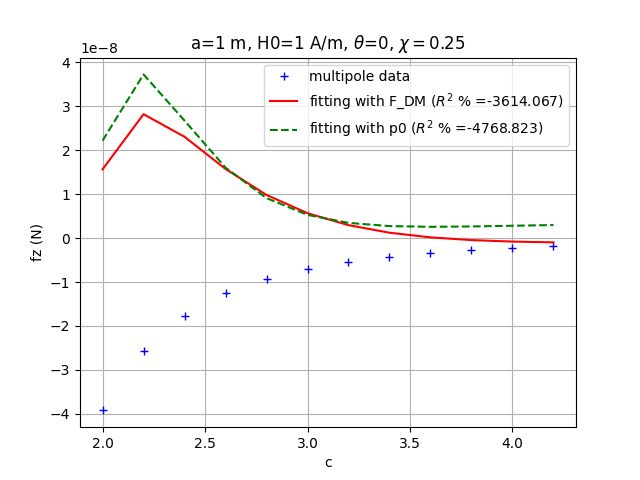 a=1 m, H0=1 A/m, θ=0, χ = 0.25
1e−8
multipole data
fitting with F_DM (R² % =-3614.067)
fitting with p0 (R² % =-4768.823)
4
3
2
1
0
−1
−2
−3
−4
fz (N)
2.0 2.5 3.0 3.5 4.0
c